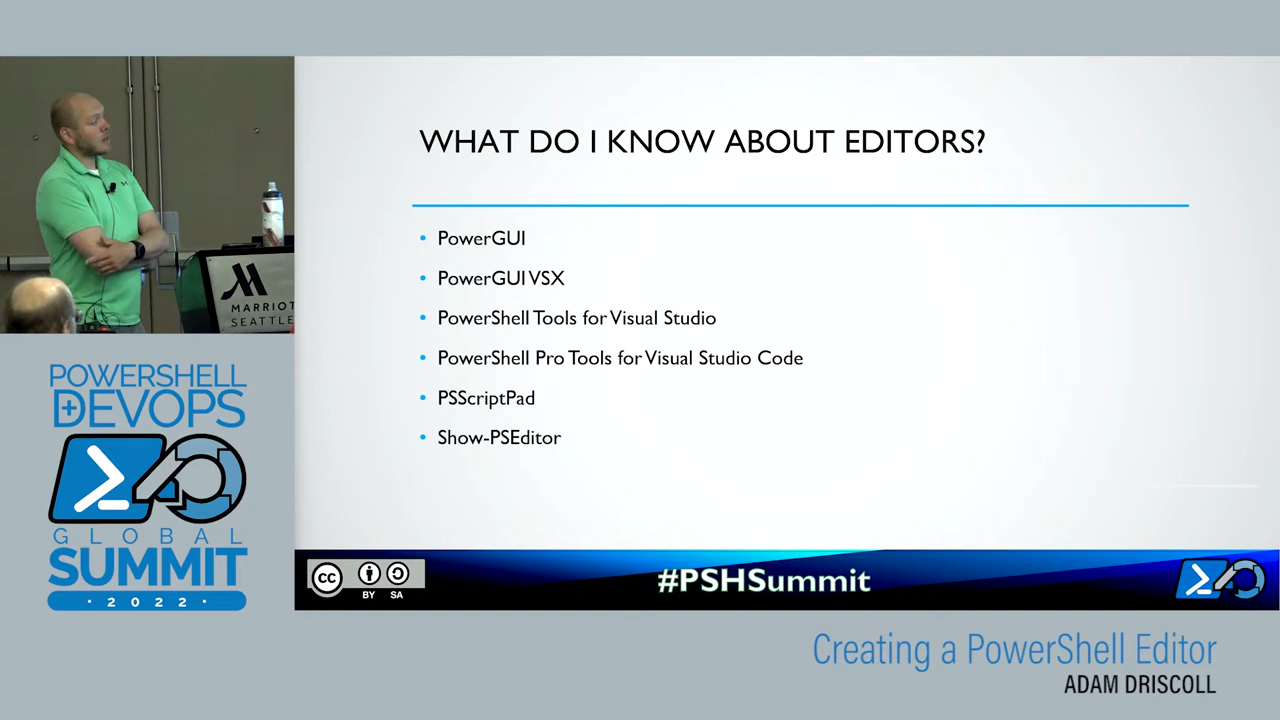 WHAT DO I KNOW ABOUT EDITORS?
• PowerGUI
• PowerGUI VSX
• PowerShell Tools for Visual Studio
• PowerShell Pro Tools for Visual Studio Code
• PSScriptPad
• Show-PSEditor
MARRIOT
SEATTLE
POWERSHELL
+DEVOPS
GLOBAL
SUMMIT
· 2022 ·
CC
BY SA
#PSHSummit
Creating a PowerShell Editor
ADAM DRISCOLL